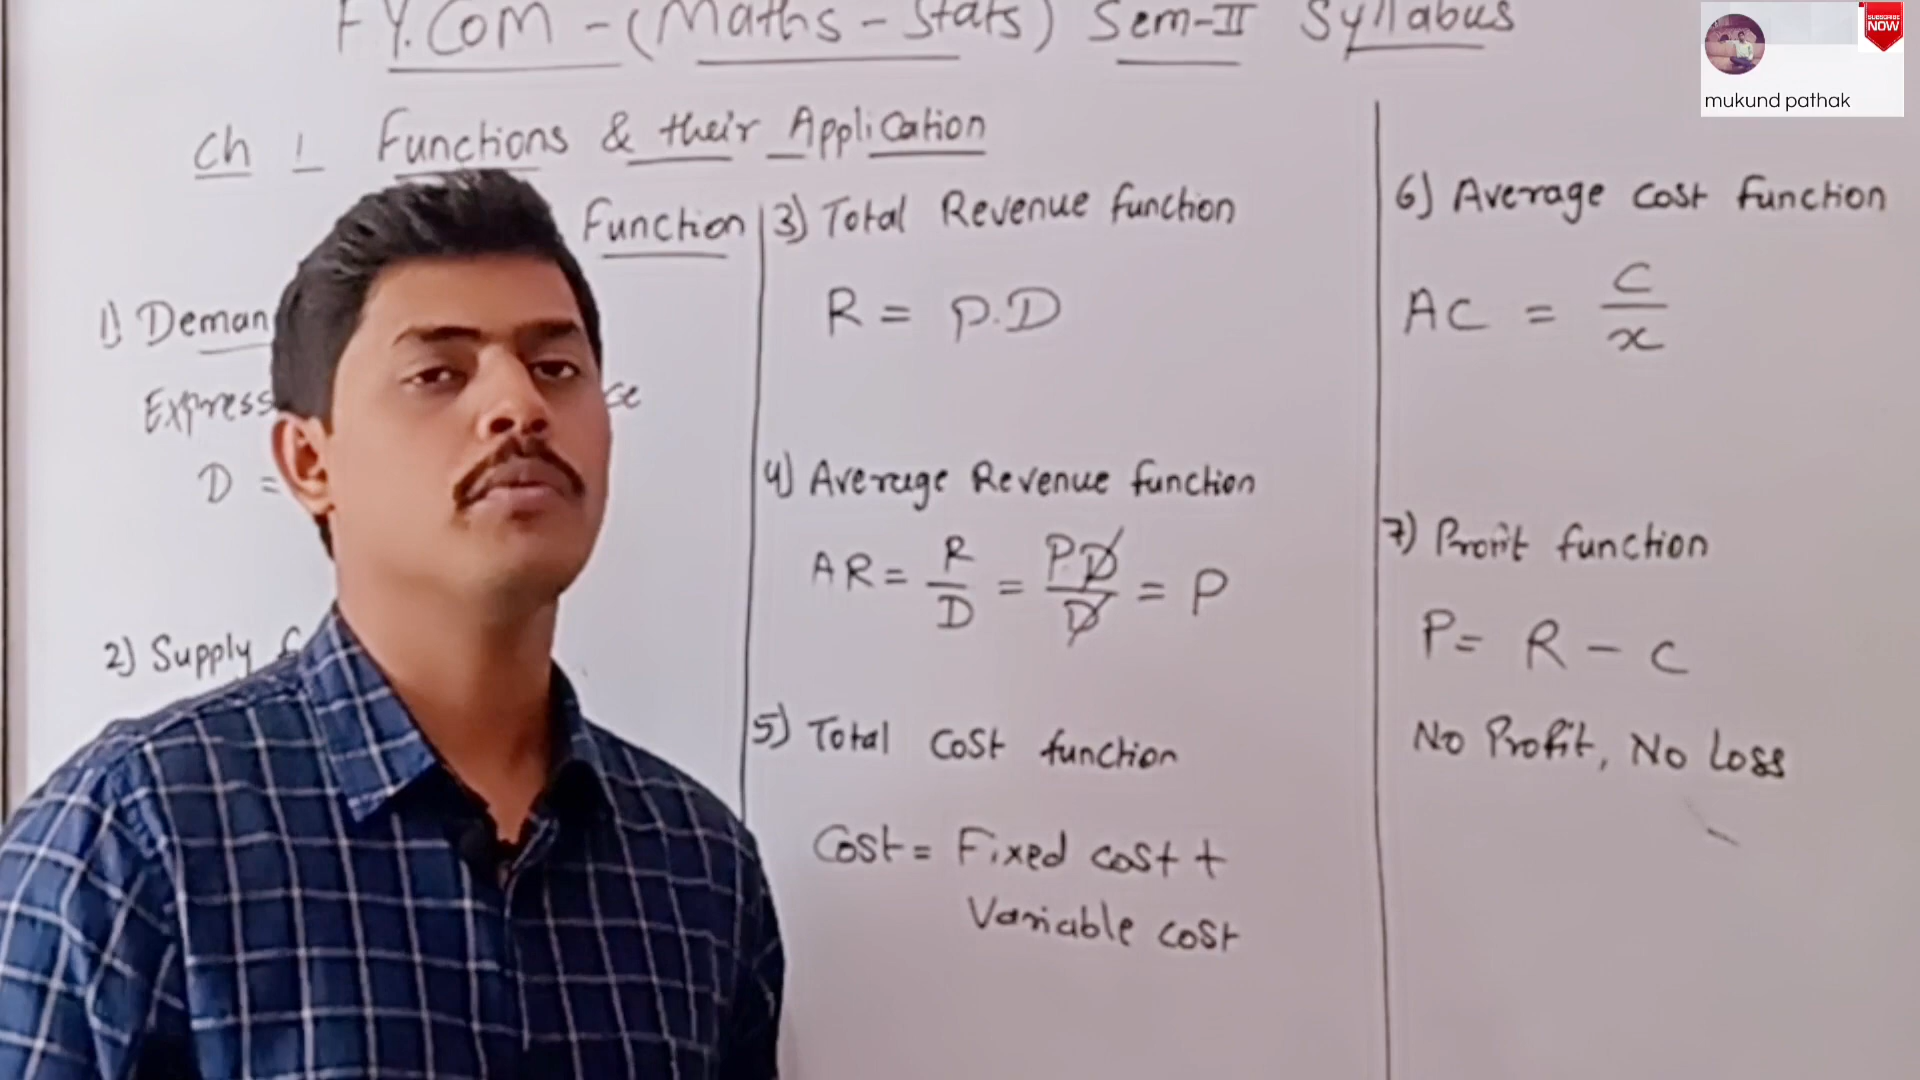 F.Y.COM - (Maths - Stats) Sem-II Syllabus
SUBSCRIBE
NOW
mukund pathak
Ch 1 Functions & their Application
Function
1) Deman
Express
D =
2) Supply
3) Total Revenue function
R = P.D
4) Average Revenue function
AR = R/D = PD/D = P
5) Total Cost function
Cost = Fixed cost +
Variable cost
6) Average Cost function
AC = C/x
7) Profit function
P = R - C
No Profit, No Loss